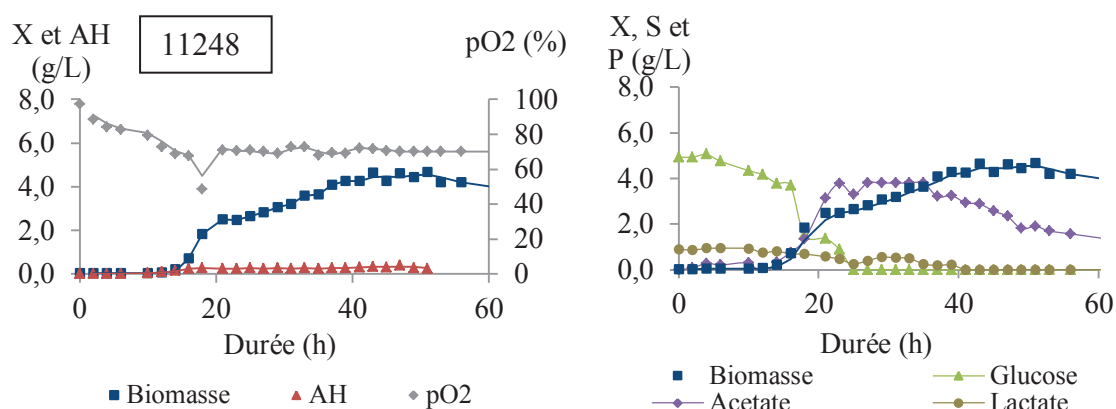 X et AH
(g/L)
11248
pO2 (%)
8,0
6,0
4,0
2,0
0,0
100
80
60
40
20
0
0
20
40
60
Durée (h)
Biomasse
AH
pO2
X, S et
P (g/L)
8,0
6,0
4,0
2,0
0,0
0
20
40
60
Durée (h)
Biomasse
Glucose
Acetate
Lactate